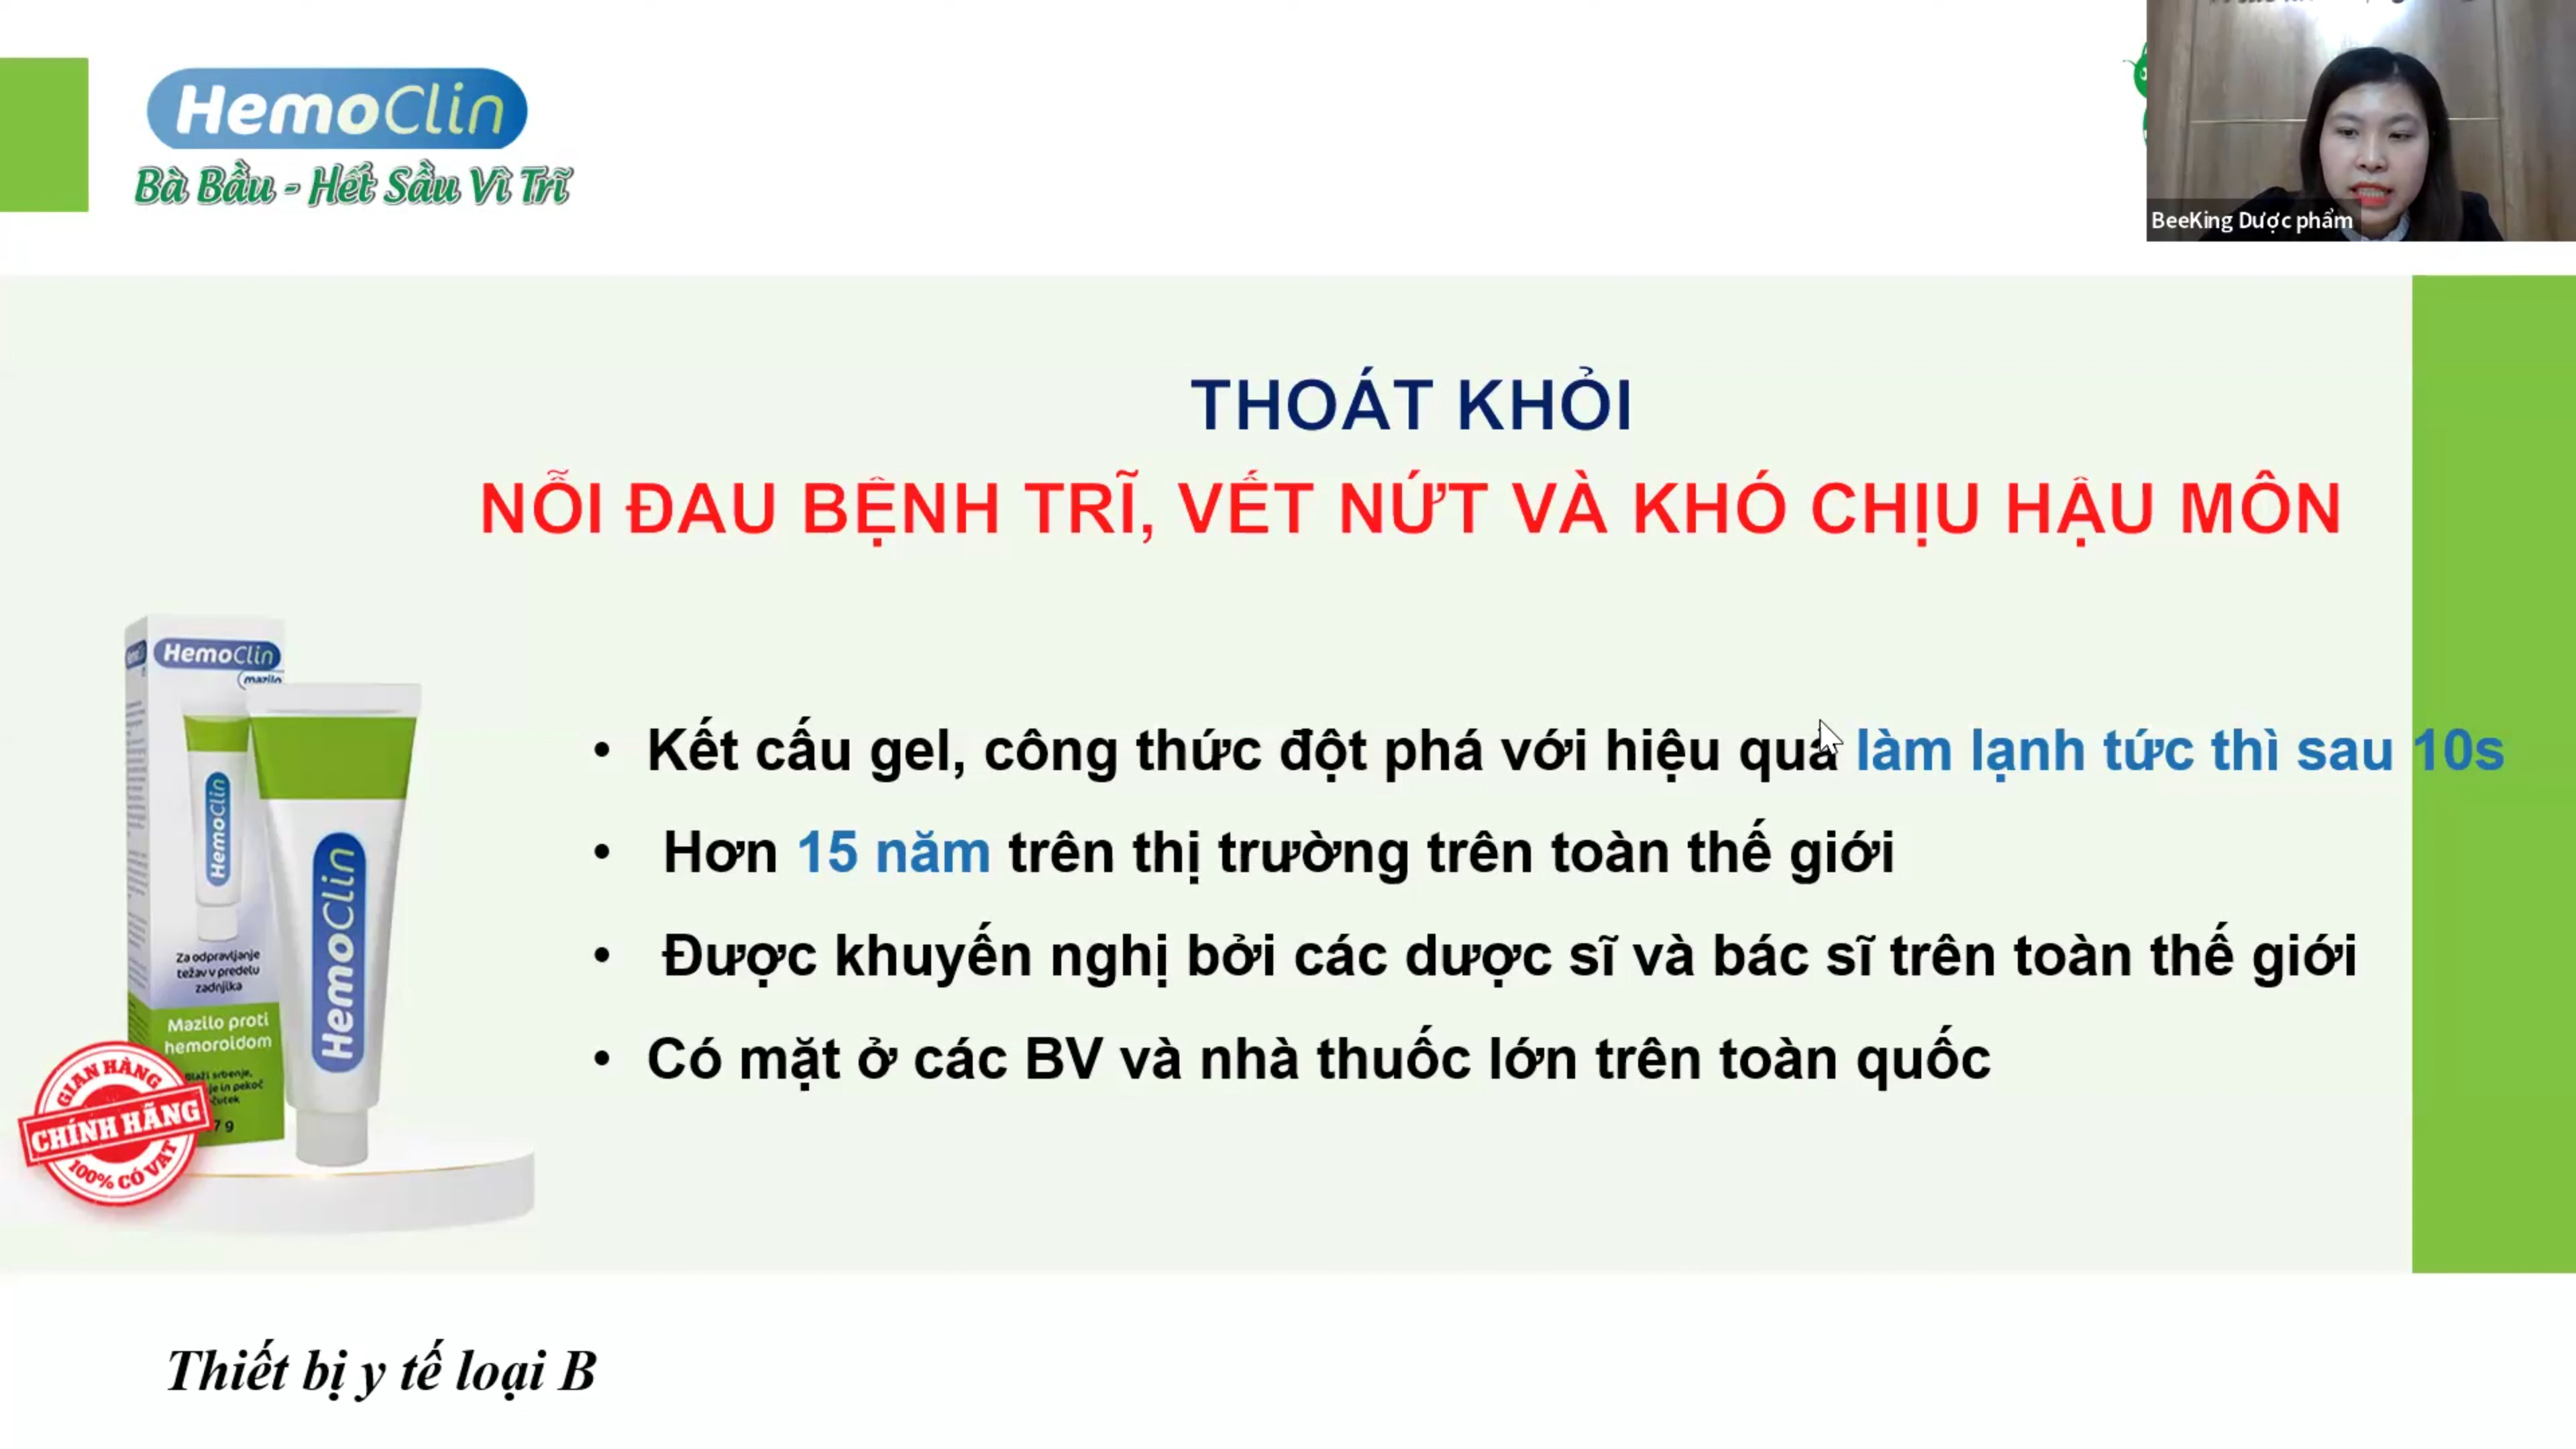 HemoClin
Bà Bầu - Hết Sầu Vì Trĩ
BeeKing Dược phẩm
THOÁT KHỎI
NỖI ĐAU BỆNH TRĨ, VẾT NỨT VÀ KHÓ CHỊU HẬU MÔN
• Kết cấu gel, công thức đột phá với hiệu quả làm lạnh tức thì sau 10s
• Hơn 15 năm trên thị trường trên toàn thế giới
• Được khuyến nghị bởi các dược sĩ và bác sĩ trên toàn thế giới
• Có mặt ở các BV và nhà thuốc lớn trên toàn quốc
HemoClin
mazilo
HemoClin
HemoClin
Za odpravljanje
težav v predelu
zadnjika
Mazilo proti
hemoroidom
srbenje,
in pekoč
7 g
GIAN HÀNG
CHÍNH HÃNG
100% CÓ VAT
Thiết bị y tế loại B